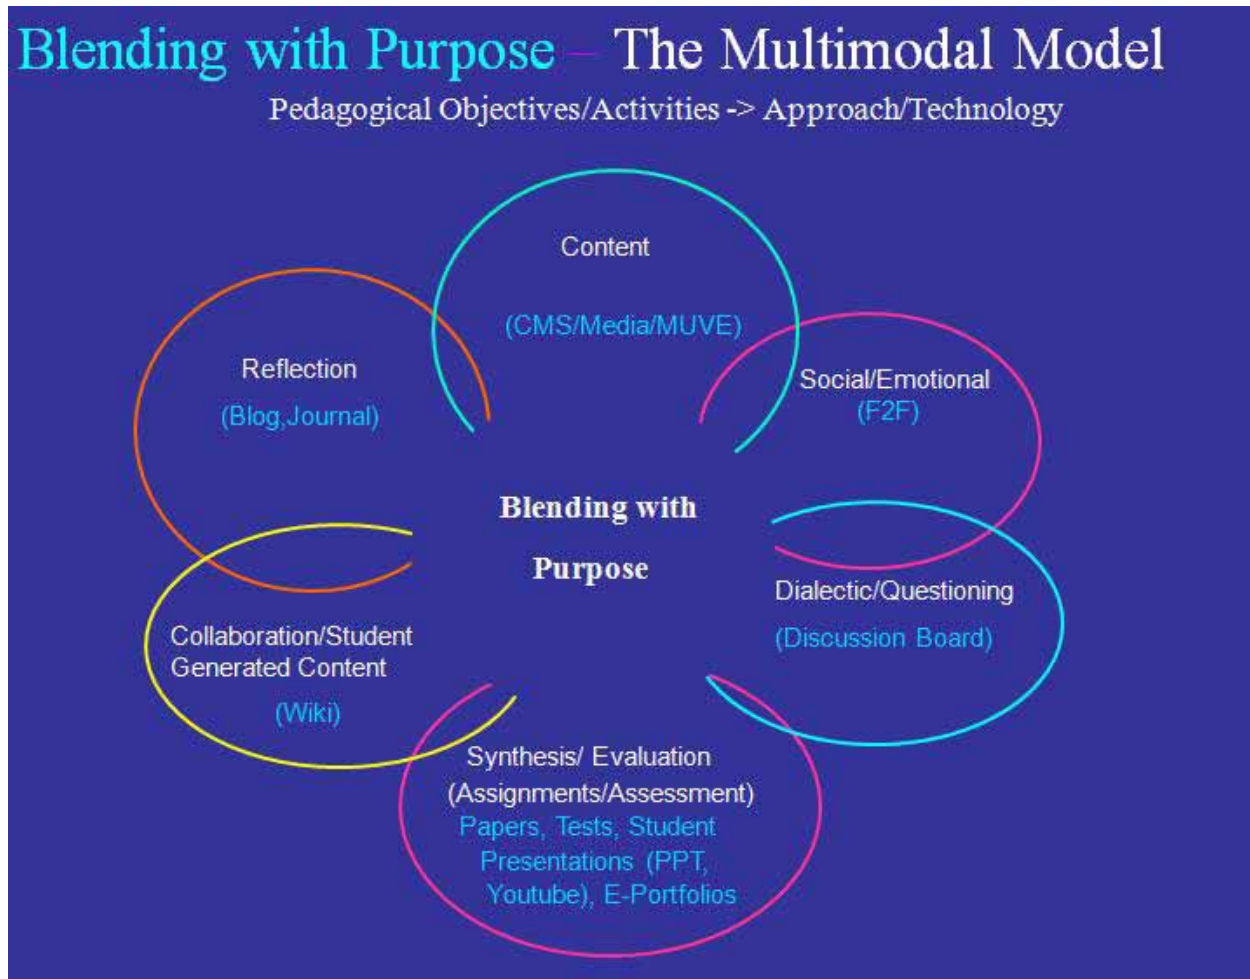 Blending with Purpose – The Multimodal Model
Pedagogical Objectives/Activities -> Approach/Technology
Content
(CMS/Media/MUVE)
Reflection
(Blog,Journal)
Social/Emotional
(F2F)
Blending with
Purpose
Dialectic/Questioning
(Discussion Board)
Collaboration/Student
Generated Content
(Wiki)
Synthesis/ Evaluation
(Assignments/Assessment)
Papers, Tests, Student
Presentations (PPT,
Youtube), E-Portfolios